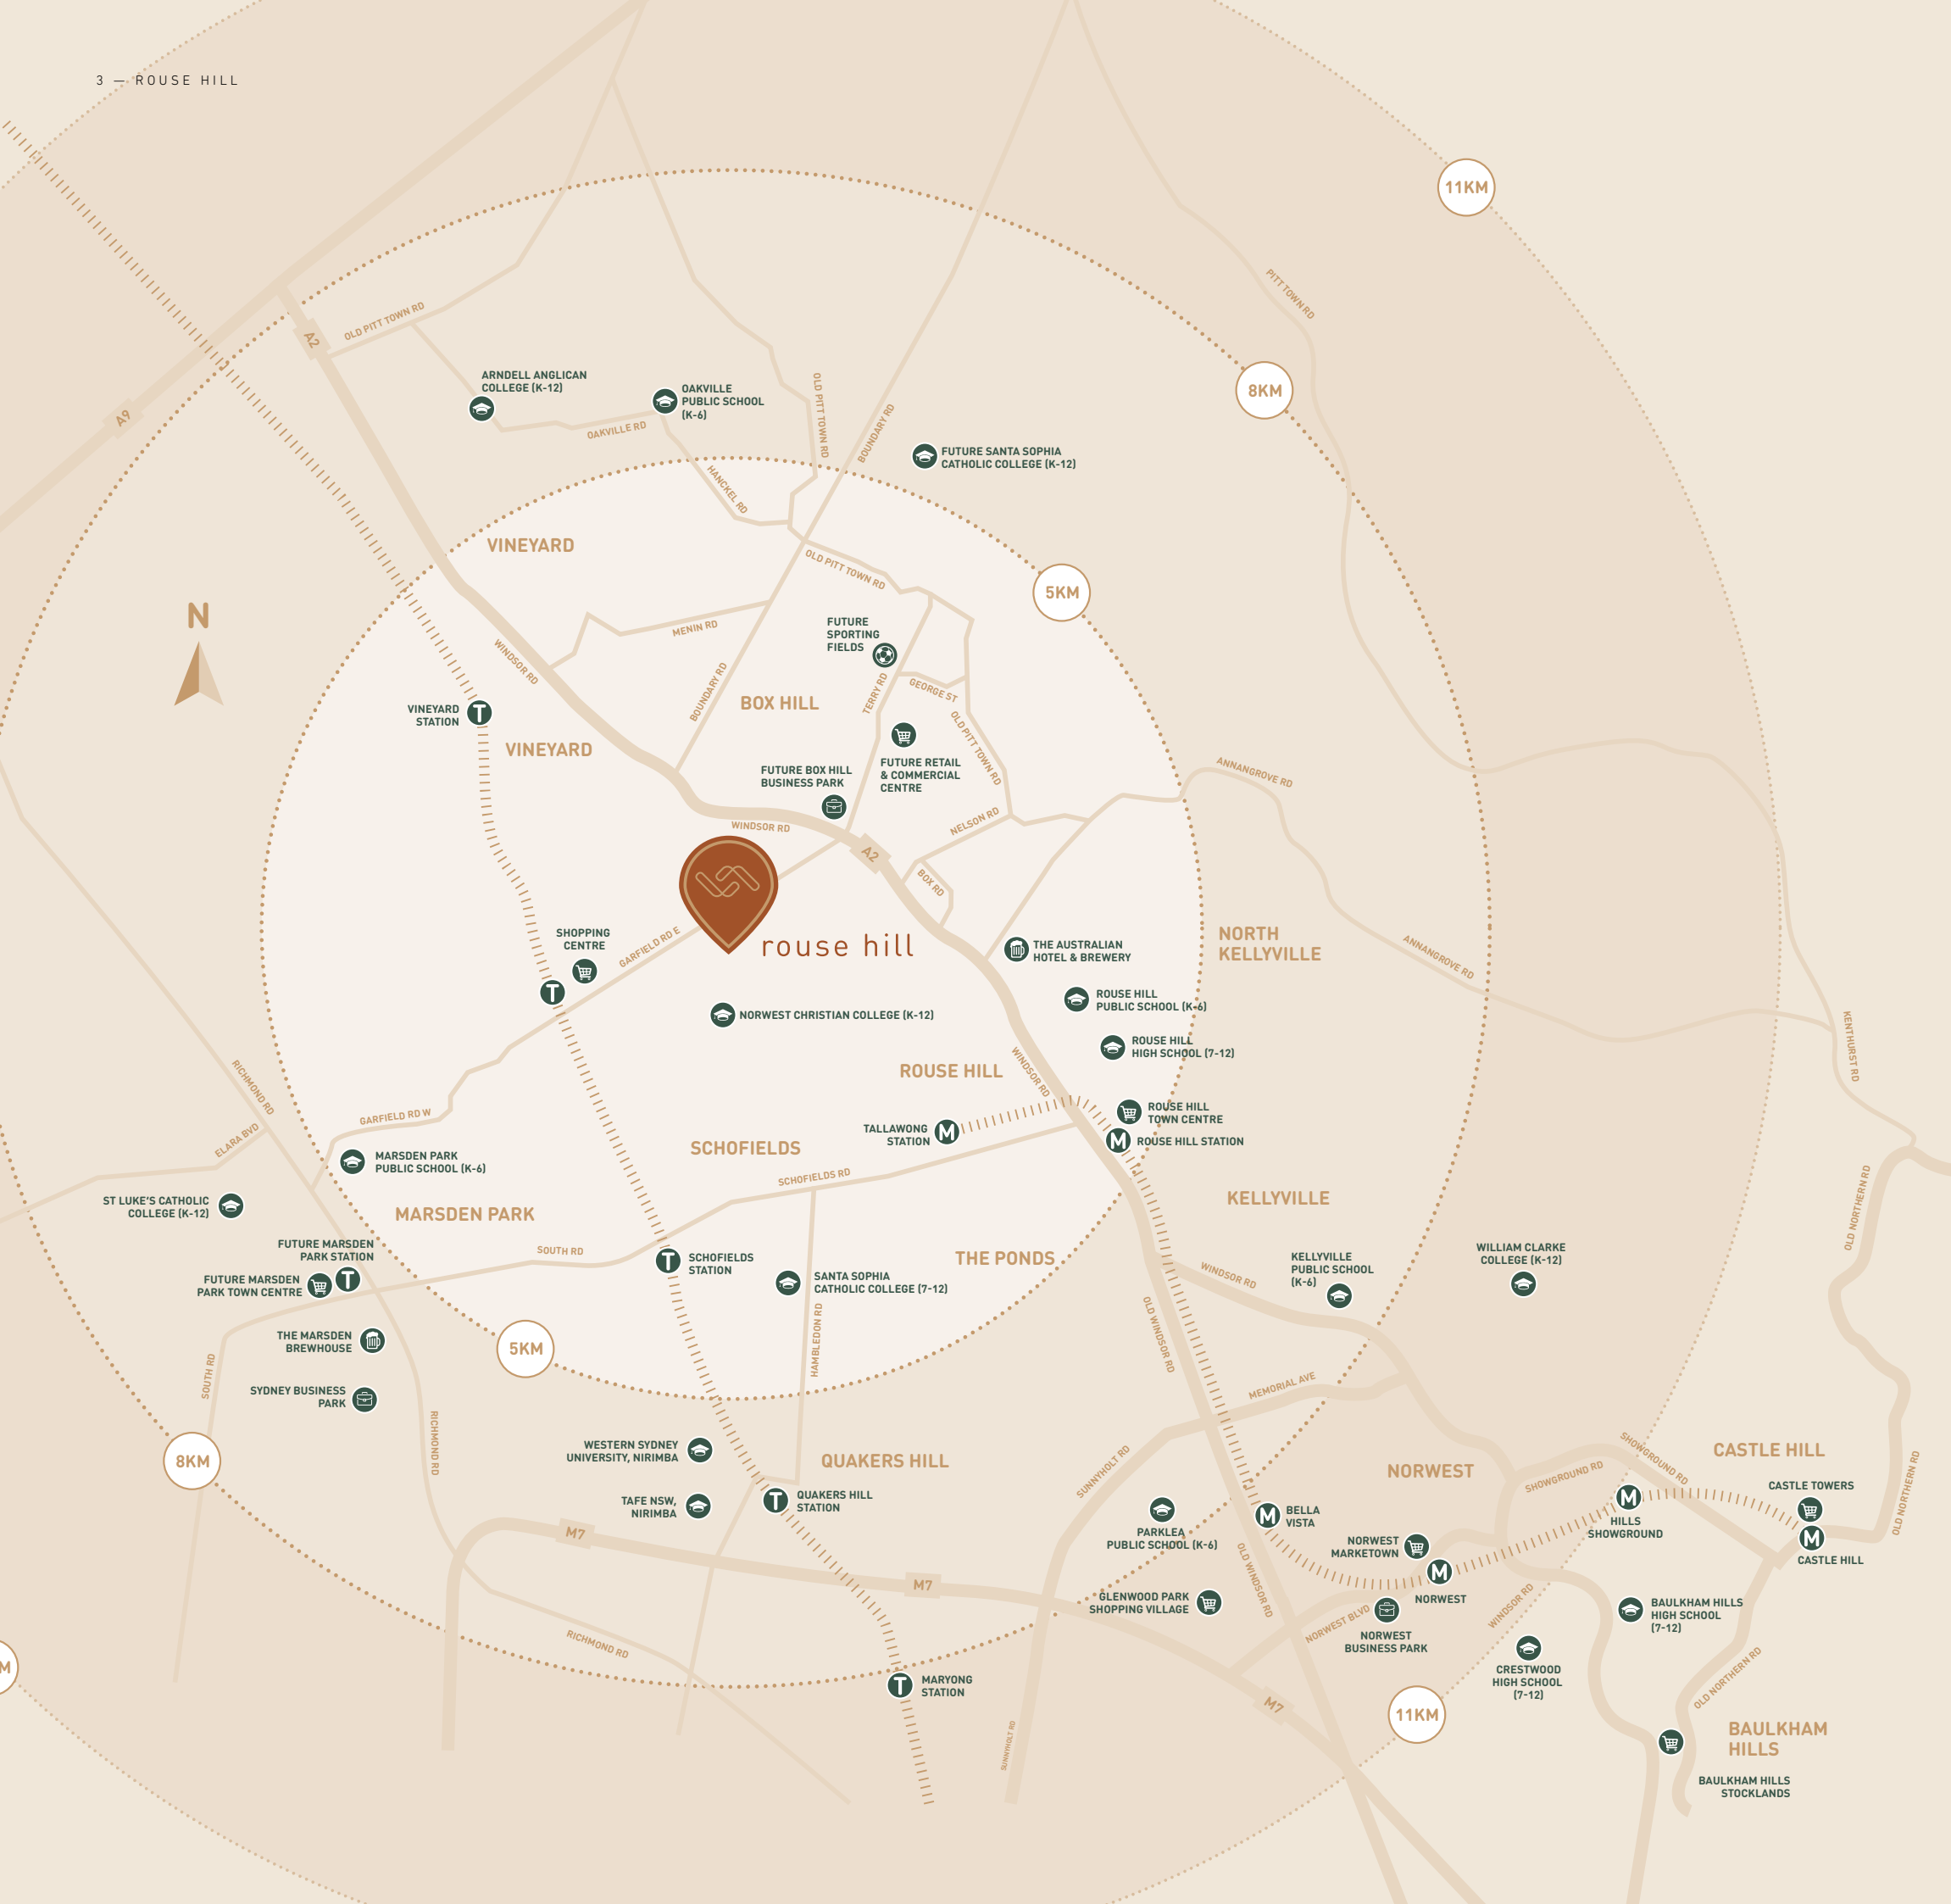 3 — ROUSE HILL
11KM
PITT TOWN RD
OLD PITT TOWN RD
A2
A9
8KM
ARNDELL ANGLICAN
COLLEGE (K-12)
OAKVILLE
PUBLIC SCHOOL
(K-6)
OAKVILLE RD
OLD PITT TOWN RD
BOUNDARY RD
FUTURE SANTA SOPHIA
CATHOLIC COLLEGE (K-12)
HANCKEL RD
VINEYARD
OLD PITT TOWN RD
5KM
N
MENIN RD
FUTURE
SPORTING
FIELDS
WINDSOR RD
BOUNDARY RD
BOX HILL
TERRY RD
GEORGE ST
VINEYARD
STATION
T
VINEYARD
OLD PITT TOWN RD
FUTURE BOX HILL
BUSINESS PARK
FUTURE RETAIL
& COMMERCIAL
CENTRE
ANNANGROVE RD
WINDSOR RD
NELSON RD
A2
BOX RD
SHOPPING
CENTRE
GARFIELD RD E
rouse hill
THE AUSTRALIAN
HOTEL & BREWERY
NORTH
KELLYVILLE
ANNANGROVE RD
T
NORWEST CHRISTIAN COLLEGE (K-12)
ROUSE HILL
PUBLIC SCHOOL (K-6)
ROUSE HILL
HIGH SCHOOL (7-12)
KENTHURST RD
ROUSE HILL
WINDSOR RD
RICHMOND RD
GARFIELD RD W
ELARA BVD
TALLAWONG
STATION
M
ROUSE HILL
TOWN CENTRE
M
ROUSE HILL STATION
MARSDEN PARK
PUBLIC SCHOOL (K-6)
SCHOFIELDS
SCHOFIELDS RD
ST LUKE'S CATHOLIC
COLLEGE (K-12)
MARSDEN PARK
KELLYVILLE
OLD NORTHERN RD
FUTURE MARSDEN
PARK STATION
T
FUTURE MARSDEN
PARK TOWN CENTRE
SOUTH RD
T
SCHOFIELDS
STATION
SANTA SOPHIA
CATHOLIC COLLEGE (7-12)
THE PONDS
WINDSOR RD
KELLYVILLE
PUBLIC SCHOOL
(K-6)
WILLIAM CLARKE
COLLEGE (K-12)
THE MARSDEN
BREWHOUSE
5KM
HAMBLEDON RD
OLD WINDSOR RD
SOUTH RD
SYDNEY BUSINESS
PARK
MEMORIAL AVE
RICHMOND RD
8KM
WESTERN SYDNEY
UNIVERSITY, NIRIMBA
QUAKERS HILL
SUNNYHOLT RD
NORWEST
SHOWGROUND RD
SHOWGROUND RD
CASTLE HILL
CASTLE TOWERS
OLD NORTHERN RD
TAFE NSW,
NIRIMBA
T
QUAKERS HILL
STATION
M7
PARKLEA
PUBLIC SCHOOL (K-6)
M
BELLA
VISTA
M
HILLS
SHOWGROUND
M
CASTLE HILL
NORWEST
MARKETOWN
M
NORWEST
OLD WINDSOR RD
M7
GLENWOOD PARK
SHOPPING VILLAGE
NORWEST BLVD
NORWEST
BUSINESS PARK
WINDSOR RD
BAULKHAM HILLS
HIGH SCHOOL
(7-12)
RICHMOND RD
M
T
MARYONG
STATION
CRESTWOOD
HIGH SCHOOL
(7-12)
OLD NORTHERN RD
M7
11KM
SUNNYHOLT RD
BAULKHAM
HILLS
BAULKHAM HILLS
STOCKLANDS